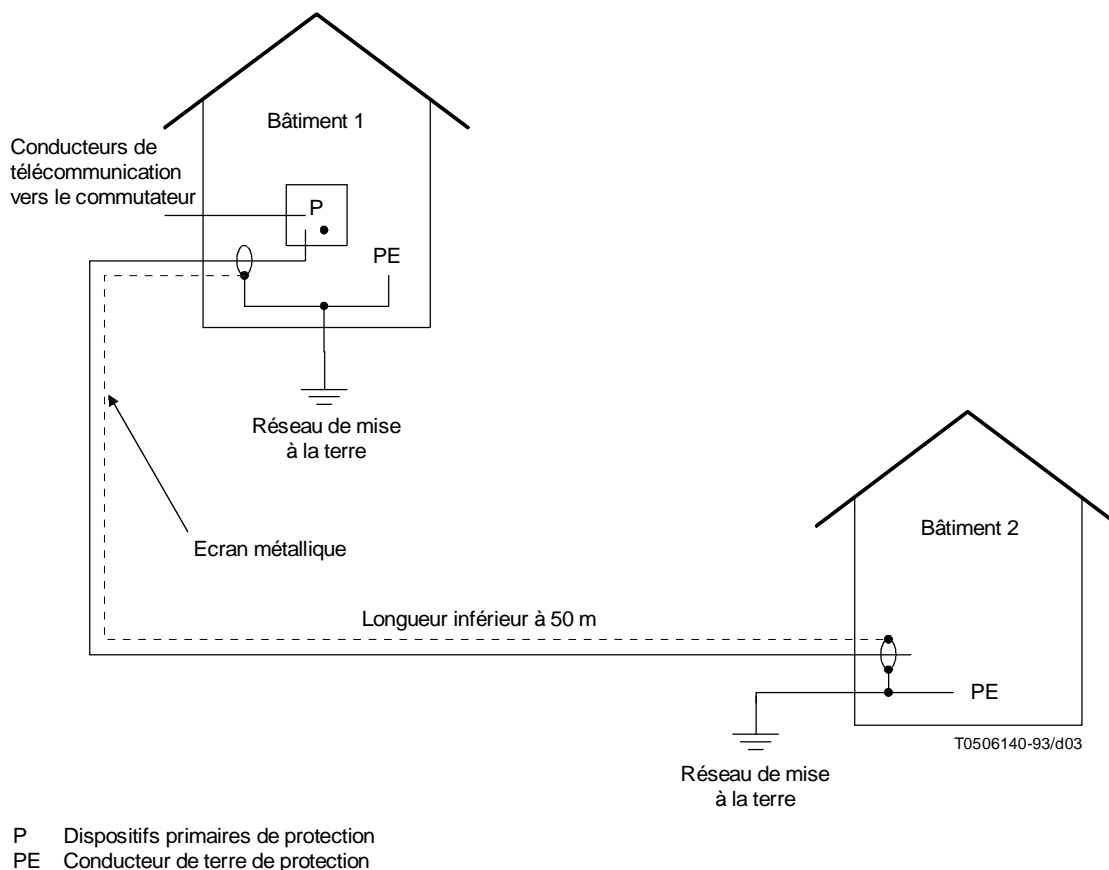 Bâtiment 1
Conducteurs de
télécommunication
vers le commutateur
P
PE
Réseau de mise
à la terre
Ecran métallique
Bâtiment 2
Longueur inférieur à 50 m
PE
T0506140-93/d03
Réseau de mise
à la terre
P Dispositifs primaires de protection
PE Conducteur de terre de protection